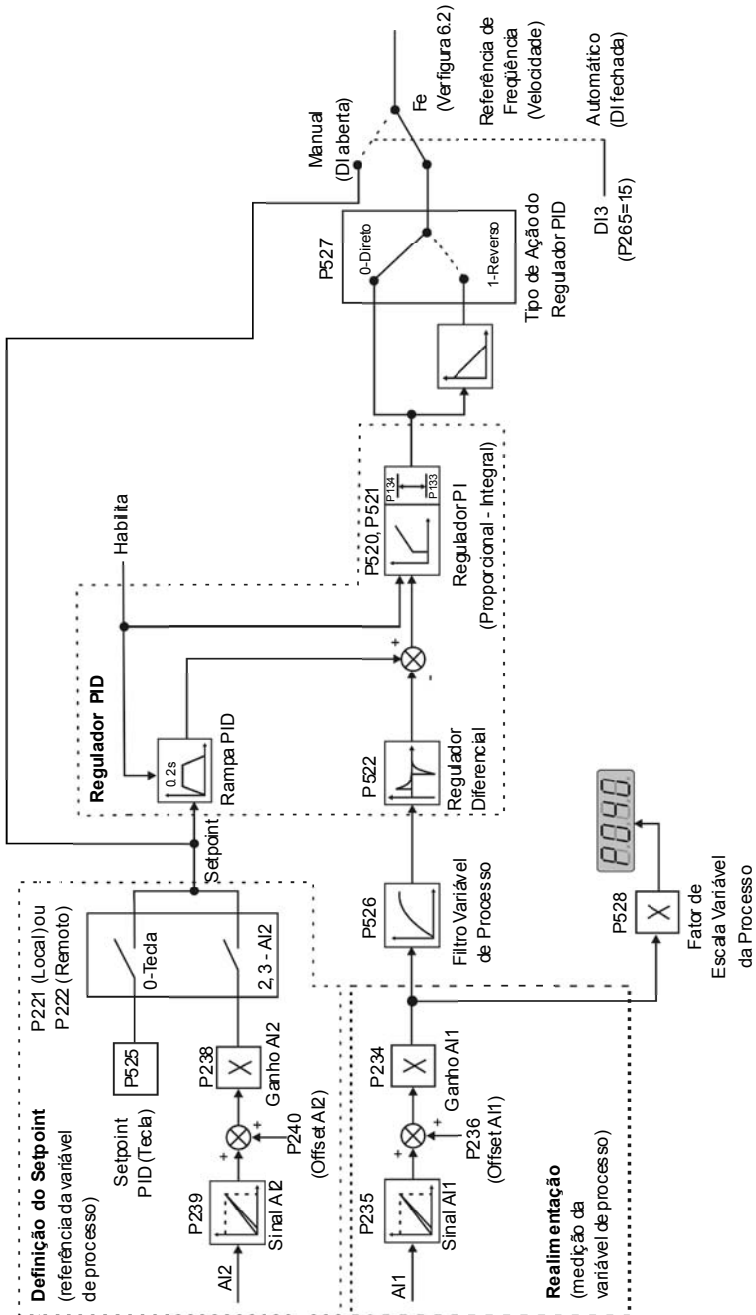 Definição do Setpoint
(referência da variável
de processo)
P221 (Local) ou
P222 (Remoto)
Setpoint
PID (Tecla)
P525
0-Tecla
2, 3 - AI2
AI2
P239
Sinal AI2
P240
(Offset AI2)
P238
Ganho AI2
X
+
+
Setpoint
Regulador PID
Habilita
0.2s
Rampa PID
+
-
P522
Regulador
Diferencial
P520, P521
P134
P133
Regulador PI
(Proporcional - Integral)
P526
Filtro Variável
de Processo
AI1
P235
Sinal AI1
P236
(Offset AI1)
P234
Ganho AI1
X
+
+
Realimentação
(medição da
variável de processo)
P528
X
Fator de
Escala Variável
da Processo
P527
0-Direto
1-Reverso
Tipo de Ação do
Regulador PID
Manual
(DI aberta)
Fe
(Ver figura 6.2)
Referência de
Freqüência
(Velocidade)
Automático
(DI fechada)
DI3
(P265=15)